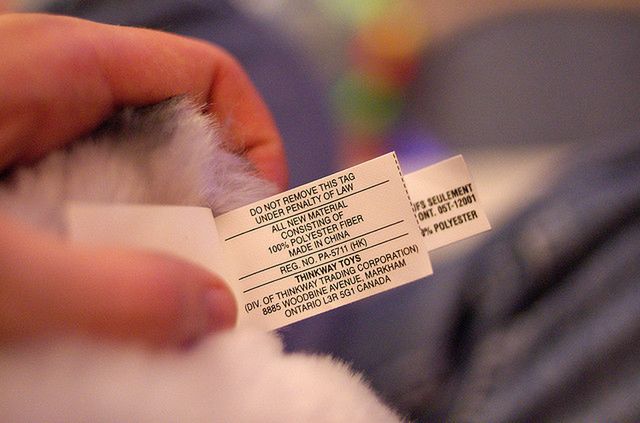 DO NOT REMOVE THIS TAG
UNDER PENALTY OF LAW
ALL NEW MATERIAL
CONSISTING OF
100% POLYESTER FIBER
MADE IN CHINA
REG. NO. PA-5711 (HK)
THINKWAY TOYS
(DIV. OF THINKWAY TRADING CORPORATION)
8885 WOODBINE AVENUE, MARKHAM
ONTARIO L3R 5G1 CANADA
SEULEMENT
ONT. 05T-12001
% POLYESTER